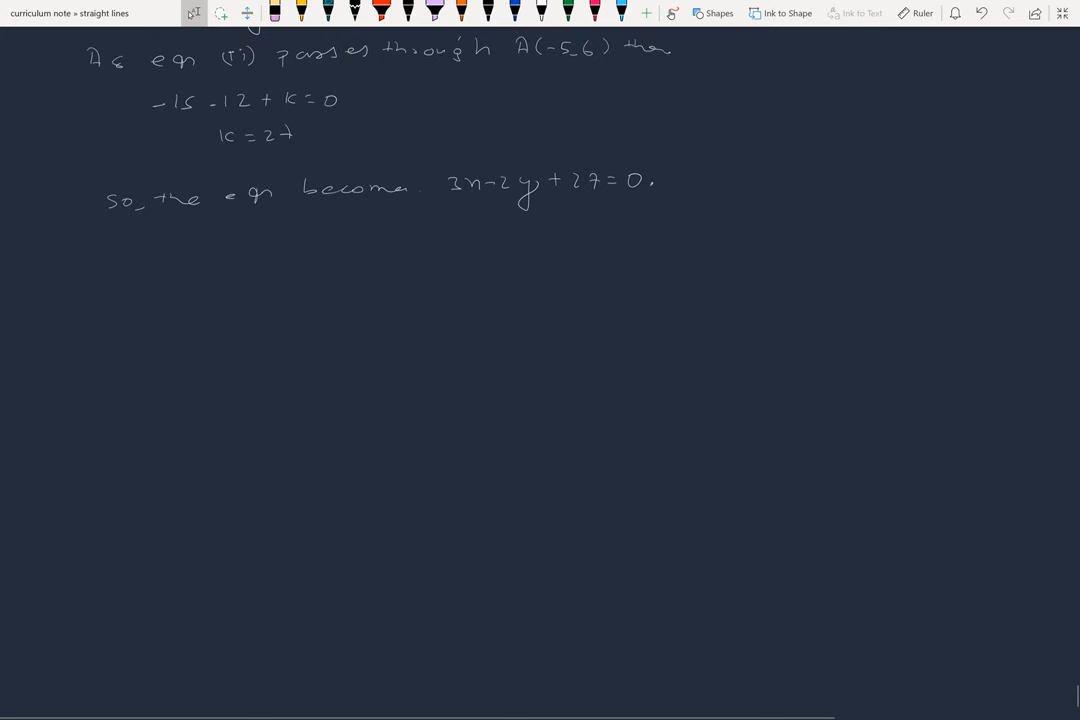 curriculum note » straight lines
Shapes
Ink to Shape
Ink to Text
Ruler
As eqn (ii) passes through A(-5,6) then
-15 -12 + k = 0
k = 27
So, the eqn become. 3x-2y + 27 = 0.